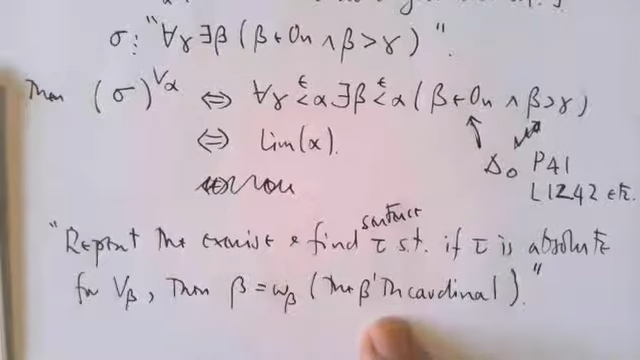 σ: "∀γ∃β(β∈On ∧ β>γ)".
Then (σ)^Vα ⇔ ∀γ<α∃β<α(β∈On ∧ β>γ)
⇔ Lim(α).
Δ₀ P41
L1242 etc.
"Repeat the exercise & find sentence τ s.t. if τ is absolute
for Vβ, then β = ωβ (the β'th cardinal)."